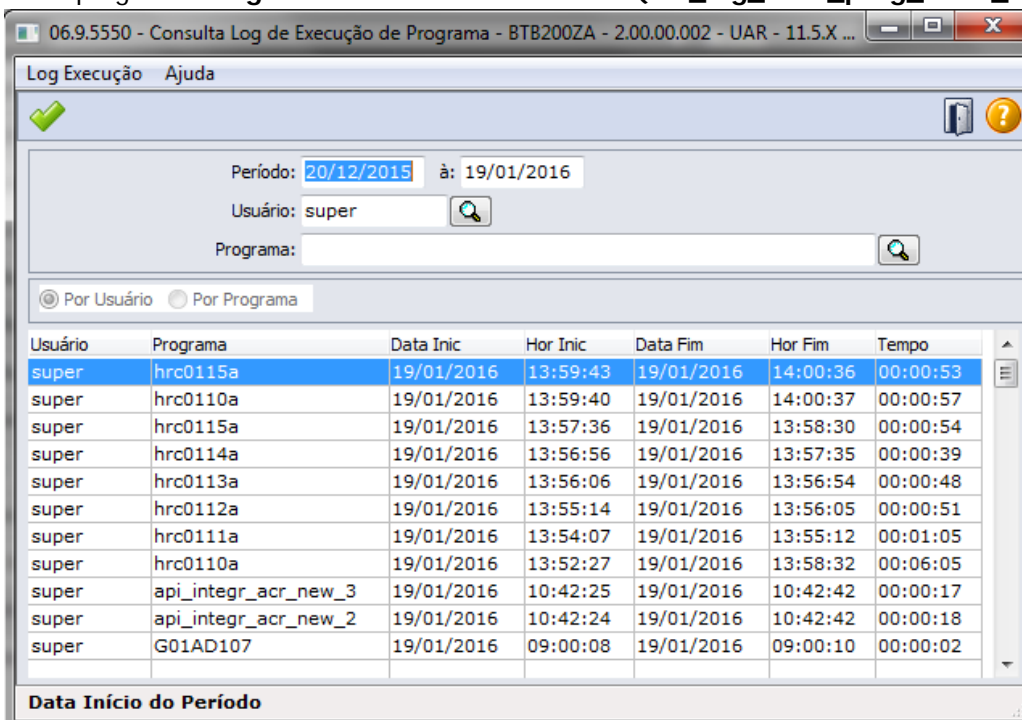 06.9.5550 - Consulta Log de Execução de Programa - BTB200ZA - 2.00.00.002 - UAR - 11.5.X ...
Log Execução Ajuda
Período: 20/12/2015 à: 19/01/2016
Usuário: super
Programa:
Por Usuário Por Programa
Usuário Programa Data Inic Hor Inic Data Fim Hor Fim Tempo
super hrc0115a 19/01/2016 13:59:43 19/01/2016 14:00:36 00:00:53
super hrc0110a 19/01/2016 13:59:40 19/01/2016 14:00:37 00:00:57
super hrc0115a 19/01/2016 13:57:36 19/01/2016 13:58:30 00:00:54
super hrc0114a 19/01/2016 13:56:56 19/01/2016 13:57:35 00:00:39
super hrc0113a 19/01/2016 13:56:06 19/01/2016 13:56:54 00:00:48
super hrc0112a 19/01/2016 13:55:14 19/01/2016 13:56:05 00:00:51
super hrc0111a 19/01/2016 13:54:07 19/01/2016 13:55:12 00:01:05
super hrc0110a 19/01/2016 13:52:27 19/01/2016 13:58:32 00:06:05
super api_integr_acr_new_3 19/01/2016 10:42:25 19/01/2016 10:42:42 00:00:17
super api_integr_acr_new_2 19/01/2016 10:42:24 19/01/2016 10:42:42 00:00:18
super G01AD107 19/01/2016 09:00:08 19/01/2016 09:00:10 00:00:02
Data Início do Período